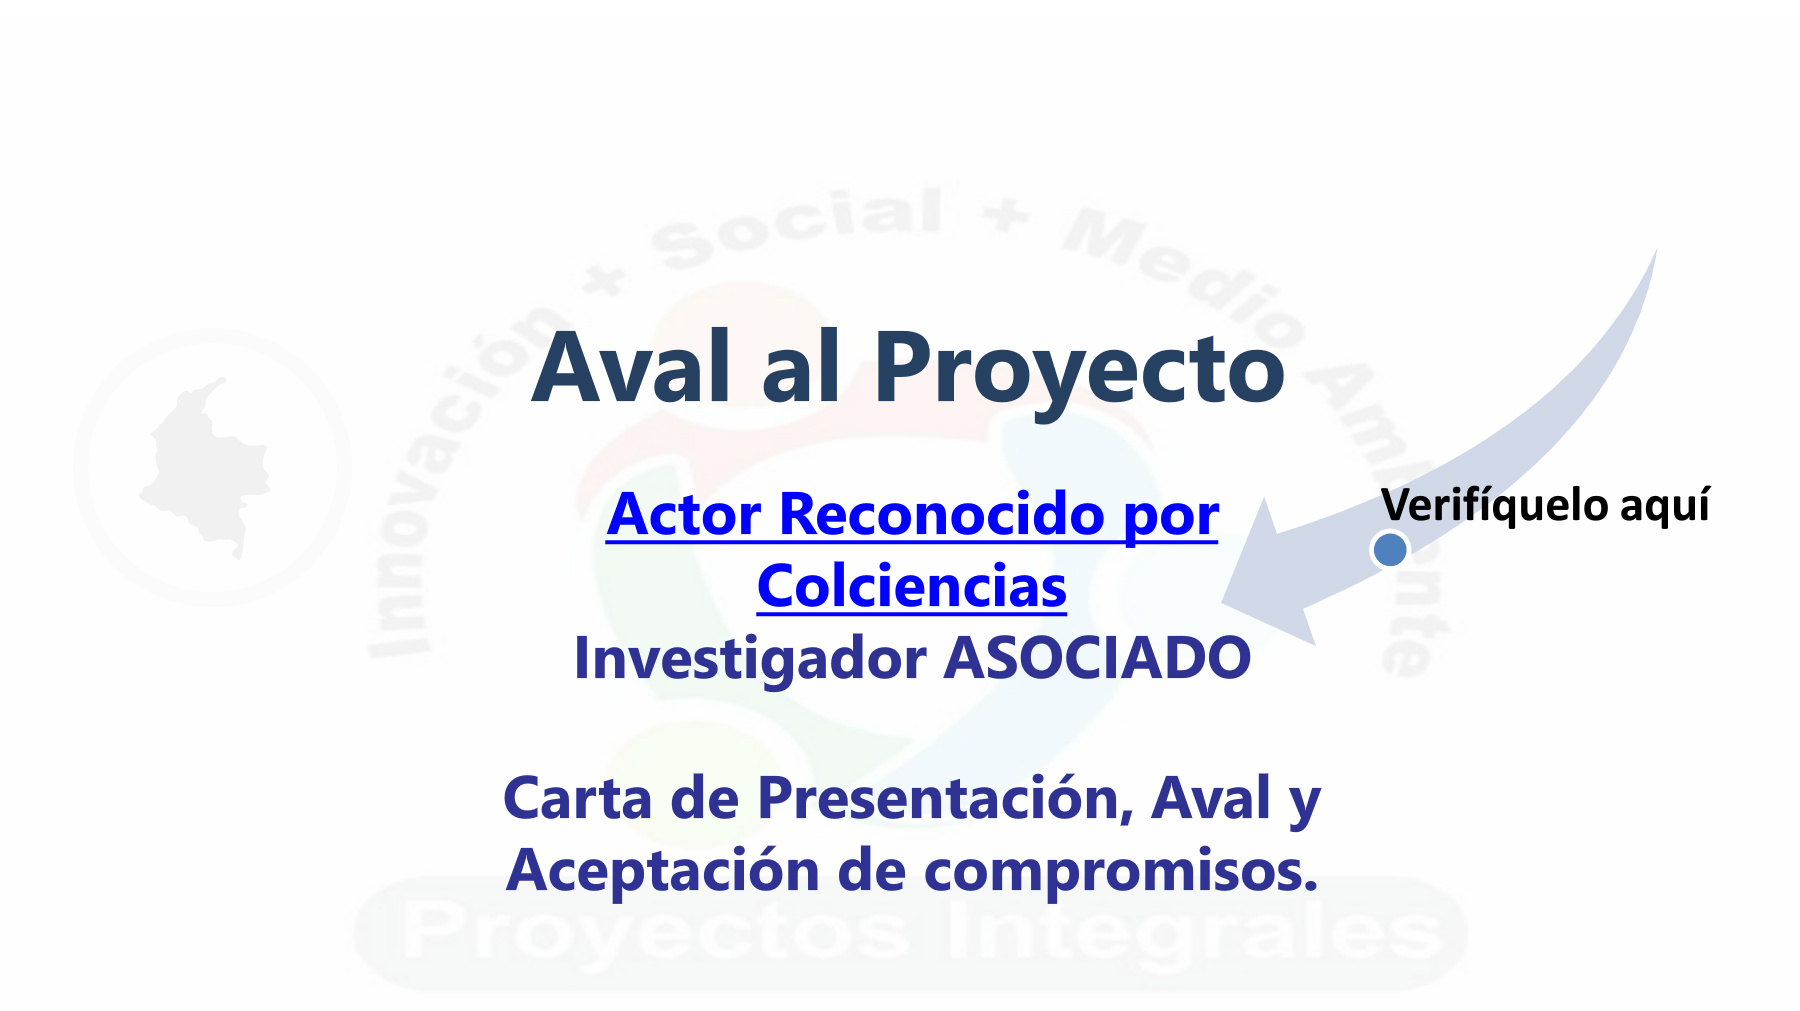 Innovación + Social + Medio Ambiente
Aval al Proyecto
Actor Reconocido por
Colciencias
Investigador ASOCIADO
Verifíquelo aquí
Carta de Presentación, Aval y
Aceptación de compromisos.
Proyectos Integrales